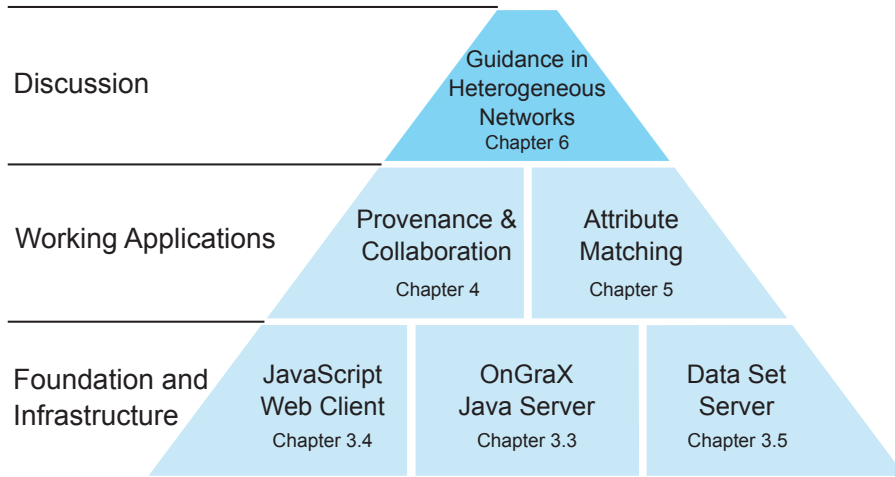 Discussion
Guidance in
Heterogeneous
Networks
Chapter 6
Working Applications
Provenance &
Collaboration
Chapter 4
Attribute
Matching
Chapter 5
Foundation and
Infrastructure
JavaScript
Web Client
Chapter 3.4
OnGraX
Java Server
Chapter 3.3
Data Set
Server
Chapter 3.5